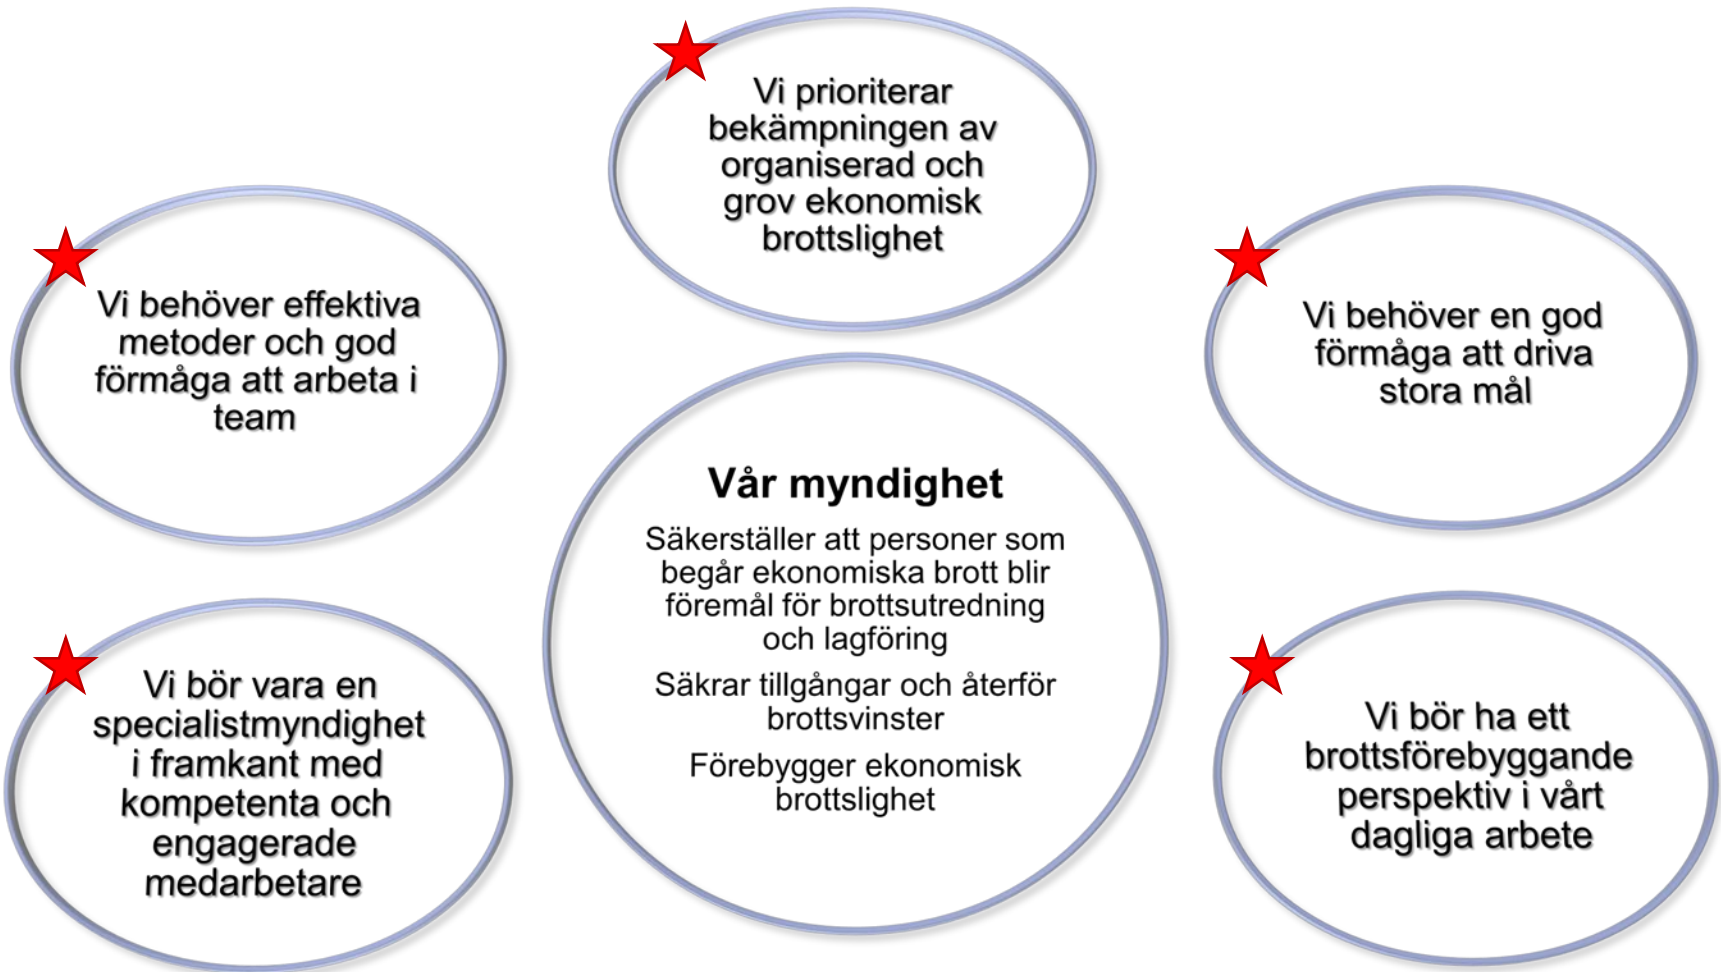 Vi prioriterar
bekämpningen av
organiserad och
grov ekonomisk
brottslighet
Vi behöver effektiva
metoder och god
förmåga att arbeta i
team
Vi behöver en god
förmåga att driva
stora mål
Vår myndighet
Säkerställer att personer som
begår ekonomiska brott blir
föremål för brottsutredning
och lagföring
Säkrar tillgångar och återför
brottsvinster
Förebygger ekonomisk
brottslighet
Vi bör vara en
specialistmyndighet
i framkant med
kompetenta och
engagerade
medarbetare
Vi bör ha ett
brottsförebyggande
perspektiv i vårt
dagliga arbete